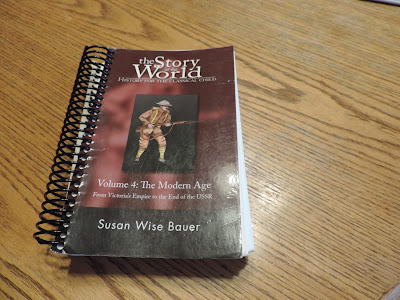 the Story
of the
World
HISTORY FOR THE CLASSICAL CHILD
Volume 4: The Modern Age
From Victoria's Empire to the End of the USSR
Susan Wise Bauer